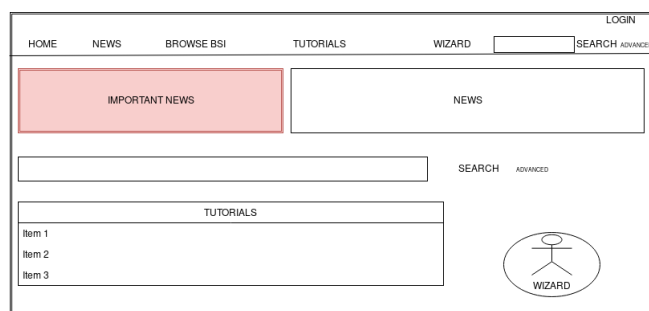 LOGIN
HOME NEWS BROWSE BSI TUTORIALS WIZARD SEARCH ADVANCED
IMPORTANT NEWS NEWS
SEARCH ADVANCED
TUTORIALS
Item 1
Item 2
Item 3
WIZARD